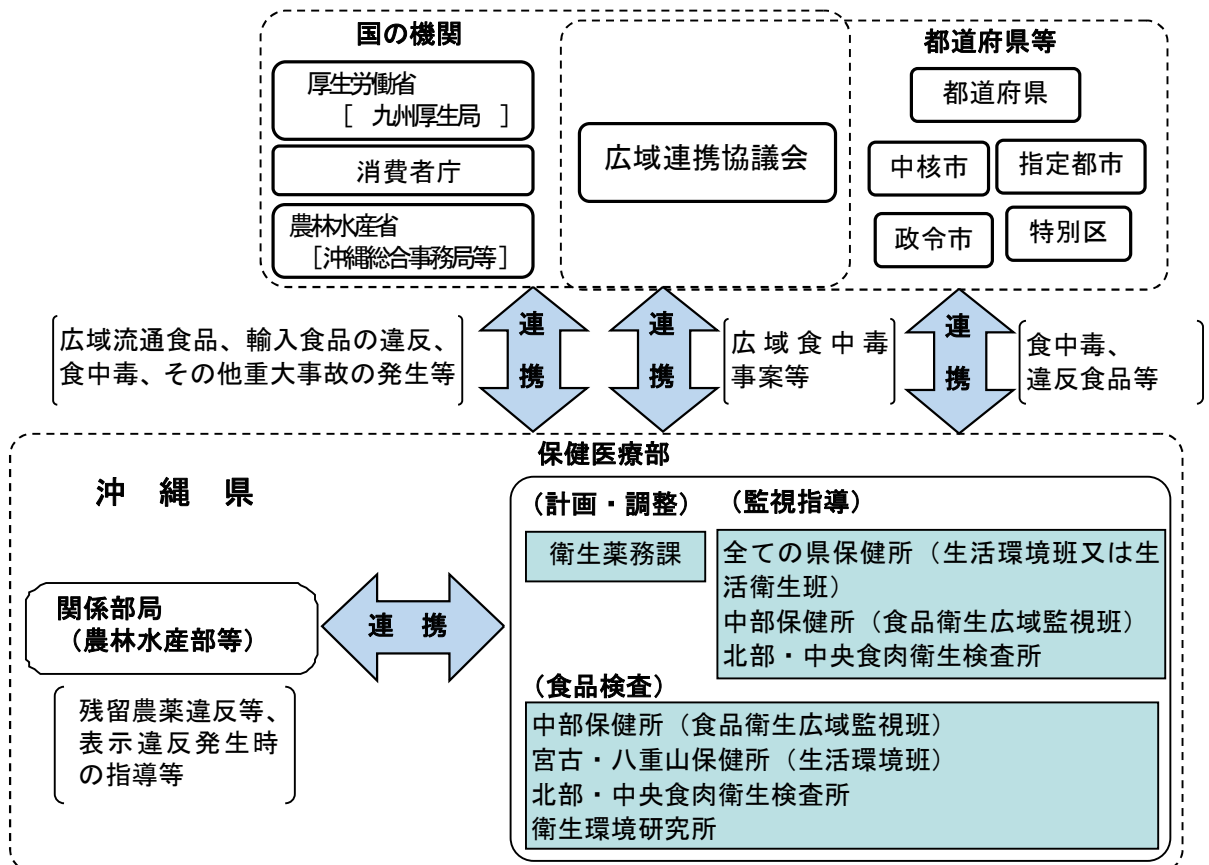 国の機関
厚生労働省
［ 九州厚生局 ］
消費者庁
農林水産省
［沖縄総合事務局等］
広域連携協議会
都道府県等
都道府県
中核市
指定都市
政令市
特別区
広域流通食品、輸入食品の違反、
食中毒、その他重大事故の発生等
連
携
連
携
広域食中毒
事案等
連
携
食中毒、
違反食品等
沖 縄 県
関係部局
（農林水産部等）
残留農薬違反等、
表示違反発生時
の指導等
連 携
保健医療部
（計画・調整）
衛生薬務課
（監視指導）
全ての県保健所（生活環境班又は生
活衛生班）
中部保健所（食品衛生広域監視班）
北部・中央食肉衛生検査所
（食品検査）
中部保健所（食品衛生広域監視班）
宮古・八重山保健所（生活環境班）
北部・中央食肉衛生検査所
衛生環境研究所